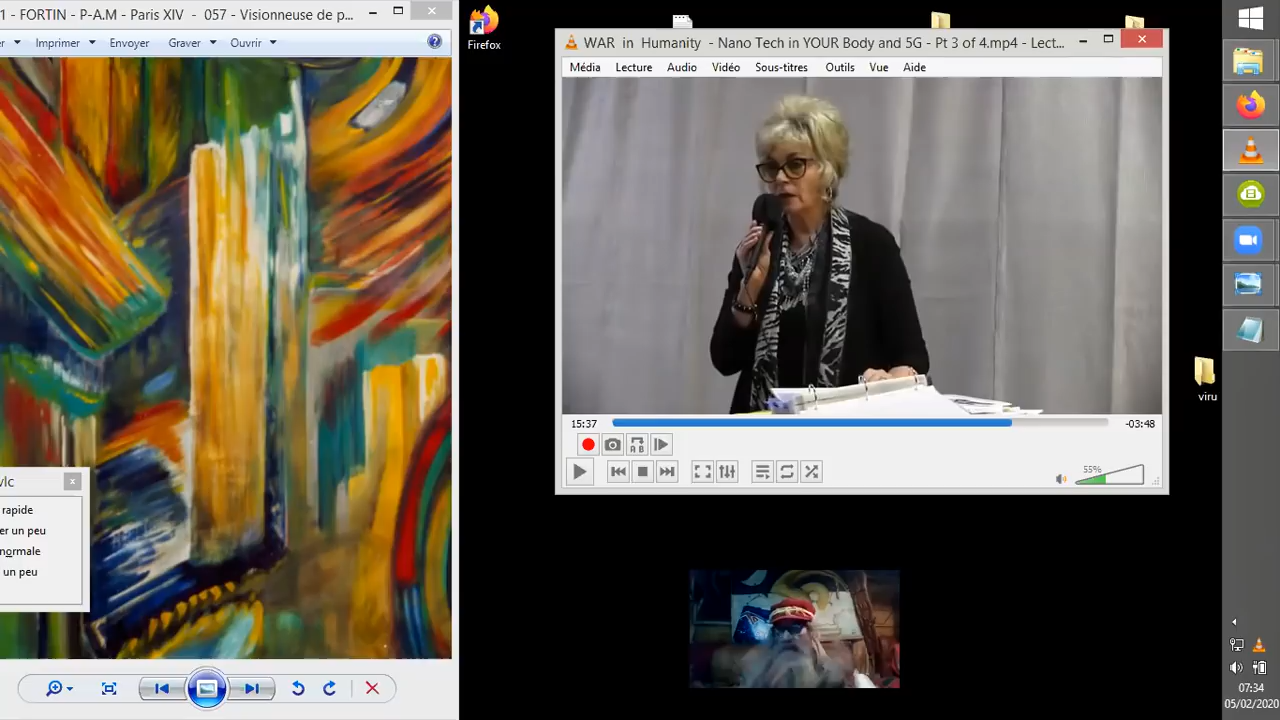 1 - FORTIN - P-A.M - Paris XIV - 057 - Visionneuse de p...
Imprimer Envoyer Graver Ouvrir
rapide
er un peu
normale
un peu
Firefox
WAR in Humanity - Nano Tech in YOUR Body and 5G - Pt 3 of 4.mp4 - Lect...
Média Lecture Audio Vidéo Sous-titres Outils Vue Aide
15:37
-03:48
A B
55%
viru
07:34
05/02/2020